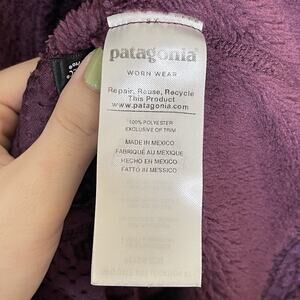 patagonia
WORN WEAR
Repair, Reuse, Recycle
This Product
www.patagonia.com
100% POLYESTER
EXCLUSIVE OF TRIM
MADE IN MEXICO
FABRIQUÉ AU MEXIQUE
HECHO EN MEXICO
FATTO IN MESSICO